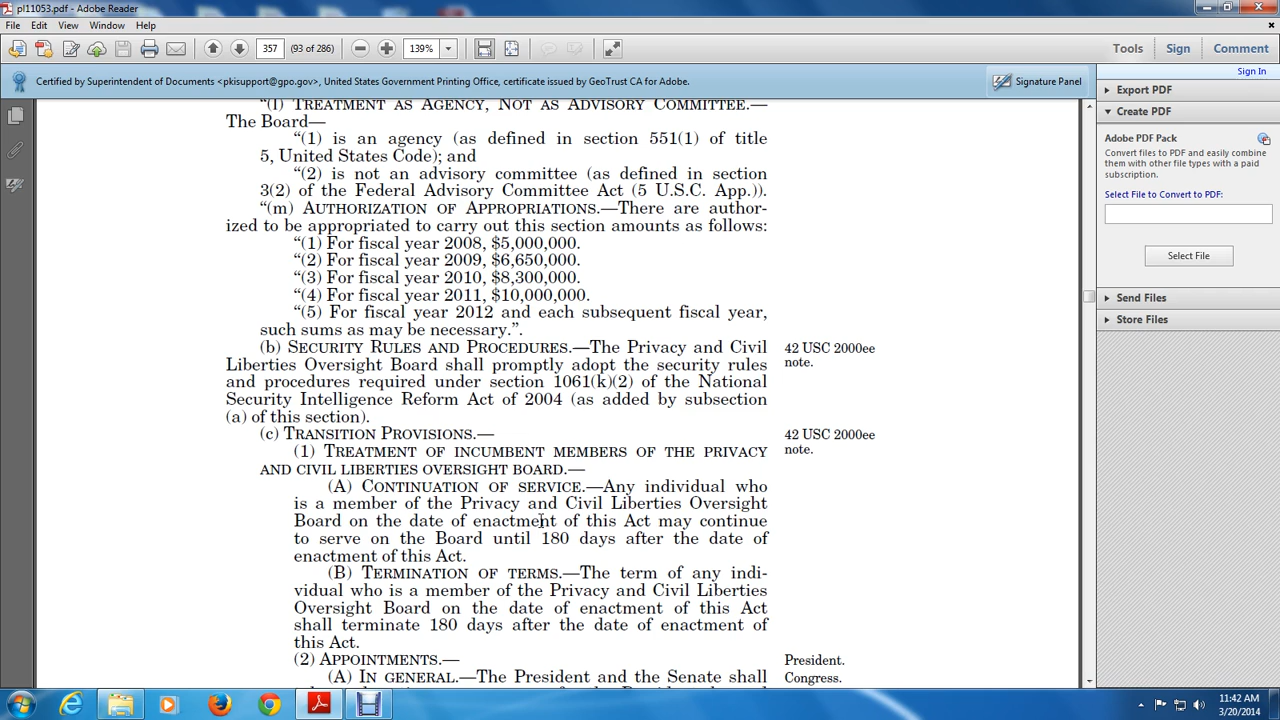 pl11053.pdf - Adobe Reader
File Edit View Window Help
357 (93 of 286) 139% Tools Sign Comment
Certified by Superintendent of Documents <pkisupport@gpo.gov>, United States Government Printing Office, certificate issued by GeoTrust CA for Adobe. Signature Panel
Sign In
Export PDF
Create PDF
Adobe PDF Pack
Convert files to PDF and easily combine
them with other file types with a paid
subscription.
Select File to Convert to PDF:
Select File
Send Files
Store Files
“(l) TREATMENT AS AGENCY, NOT AS ADVISORY COMMITTEE.—
The Board—
“(1) is an agency (as defined in section 551(1) of title
5, United States Code); and
“(2) is not an advisory committee (as defined in section
3(2) of the Federal Advisory Committee Act (5 U.S.C. App.)).
“(m) AUTHORIZATION OF APPROPRIATIONS.—There are author-
ized to be appropriated to carry out this section amounts as follows:
“(1) For fiscal year 2008, $5,000,000.
“(2) For fiscal year 2009, $6,650,000.
“(3) For fiscal year 2010, $8,300,000.
“(4) For fiscal year 2011, $10,000,000.
“(5) For fiscal year 2012 and each subsequent fiscal year,
such sums as may be necessary.”.
(b) SECURITY RULES AND PROCEDURES.—The Privacy and Civil
Liberties Oversight Board shall promptly adopt the security rules
and procedures required under section 1061(k)(2) of the National
Security Intelligence Reform Act of 2004 (as added by subsection
(a) of this section).
42 USC 2000ee
note.
(c) TRANSITION PROVISIONS.—
42 USC 2000ee
note.
(1) TREATMENT OF INCUMBENT MEMBERS OF THE PRIVACY
AND CIVIL LIBERTIES OVERSIGHT BOARD.—
(A) CONTINUATION OF SERVICE.—Any individual who
is a member of the Privacy and Civil Liberties Oversight
Board on the date of enactment of this Act may continue
to serve on the Board until 180 days after the date of
enactment of this Act.
(B) TERMINATION OF TERMS.—The term of any indi-
vidual who is a member of the Privacy and Civil Liberties
Oversight Board on the date of enactment of this Act
shall terminate 180 days after the date of enactment of
this Act.
(2) APPOINTMENTS.—
President.
Congress.
(A) IN GENERAL.—The President and the Senate shall
11:42 AM
3/20/2014